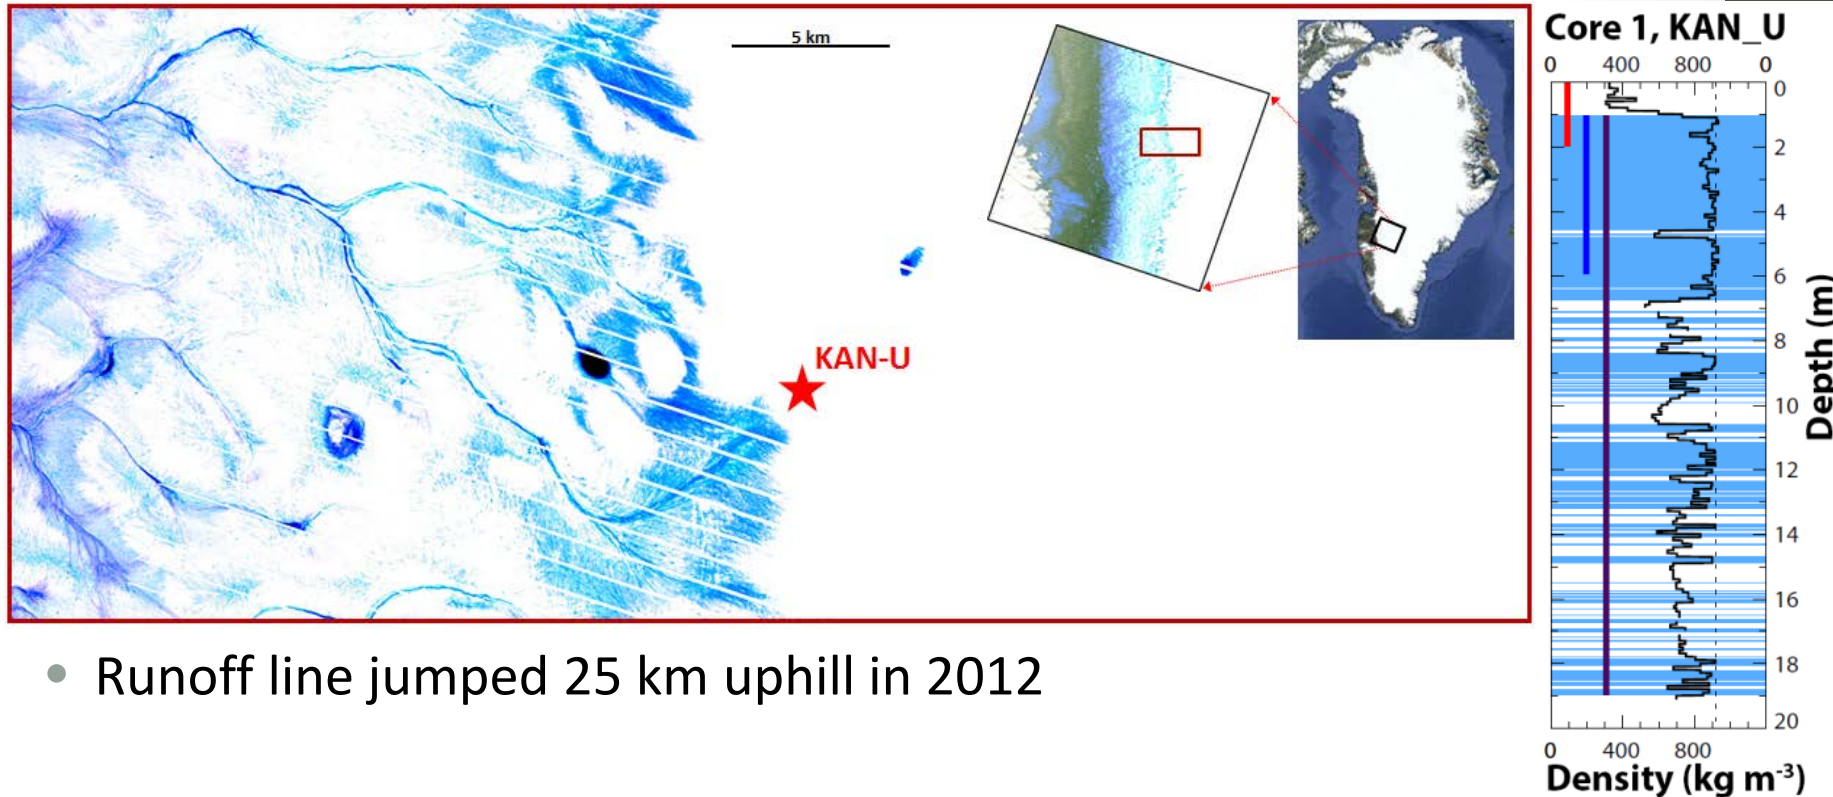 5 km
KAN-U
Core 1, KAN_U
0 400 800 0
0
2
4
6
8
10
12
14
16
18
20
Depth (m)
0 400 800
Density (kg m⁻³)
• Runoff line jumped 25 km uphill in 2012